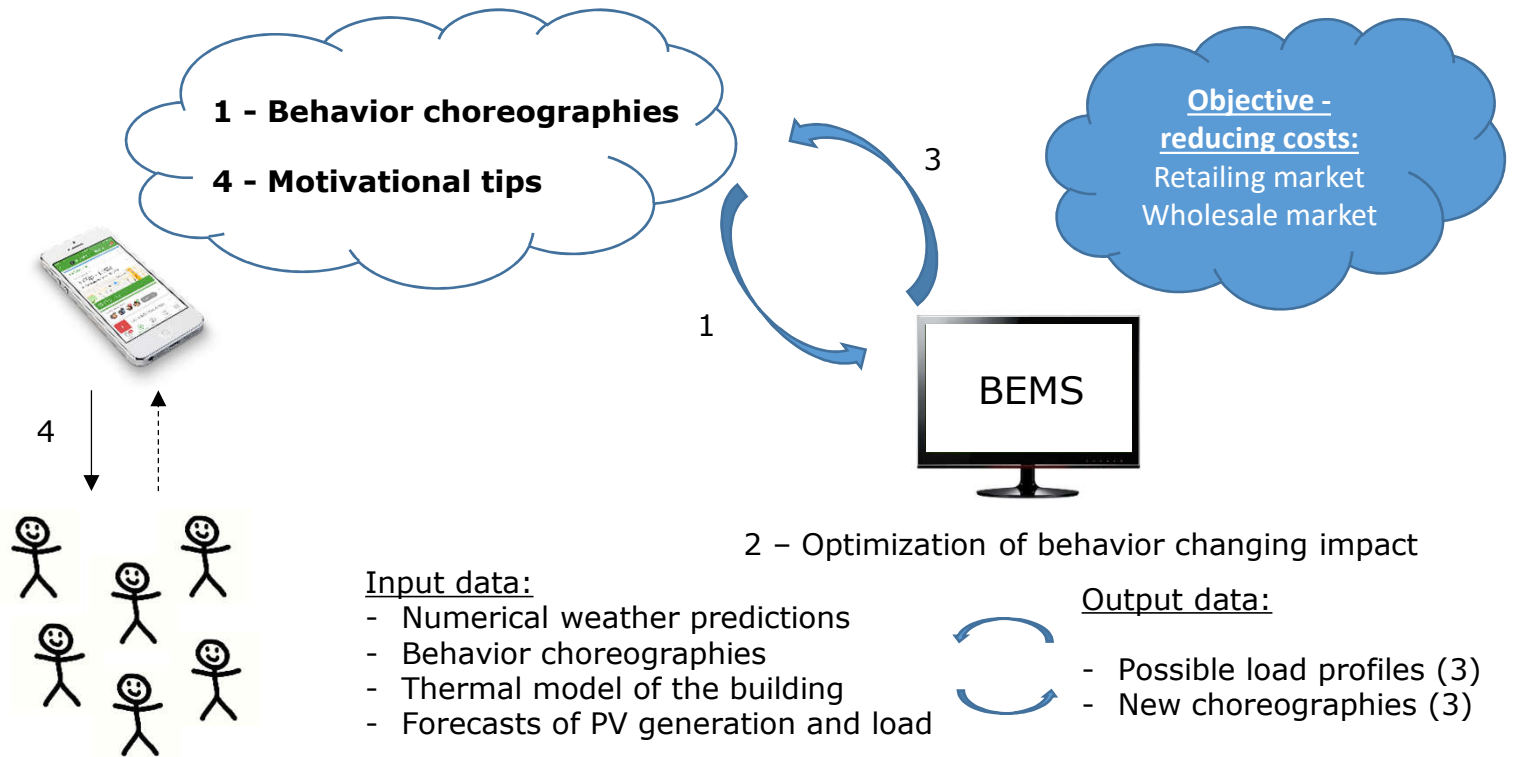 1 - Behavior choreographies
4 - Motivational tips
Objective -
reducing costs:
Retailing market
Wholesale market
3
1
4
BEMS
2 – Optimization of behavior changing impact
Input data:
- Numerical weather predictions
- Behavior choreographies
- Thermal model of the building
- Forecasts of PV generation and load
Output data:
- Possible load profiles (3)
- New choreographies (3)